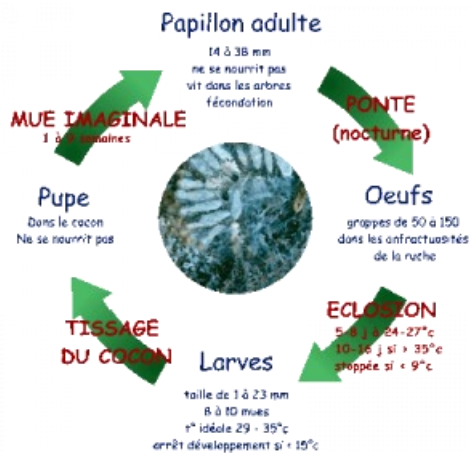 Papillon adulte
14 à 38 mm
ne se nourrit pas
vit dans les arbres
fécondation
PONTE
(nocturne)
Oeufs
grappes de 50 à 150
dans les anfractuosités
de la ruche
ECLOSION
5-8 j à 24-27°c
10-16 j si > 35°c
stoppée si < 9°c
Larves
taille de 1 à 23 mm
8 à 10 mues
t° idéale 29 - 35°c
arrêt développement si < 15°c
TISSAGE
DU COCON
Pupe
Dans le cocon
Ne se nourrit pas
MUE IMAGINALE
1 à semaines